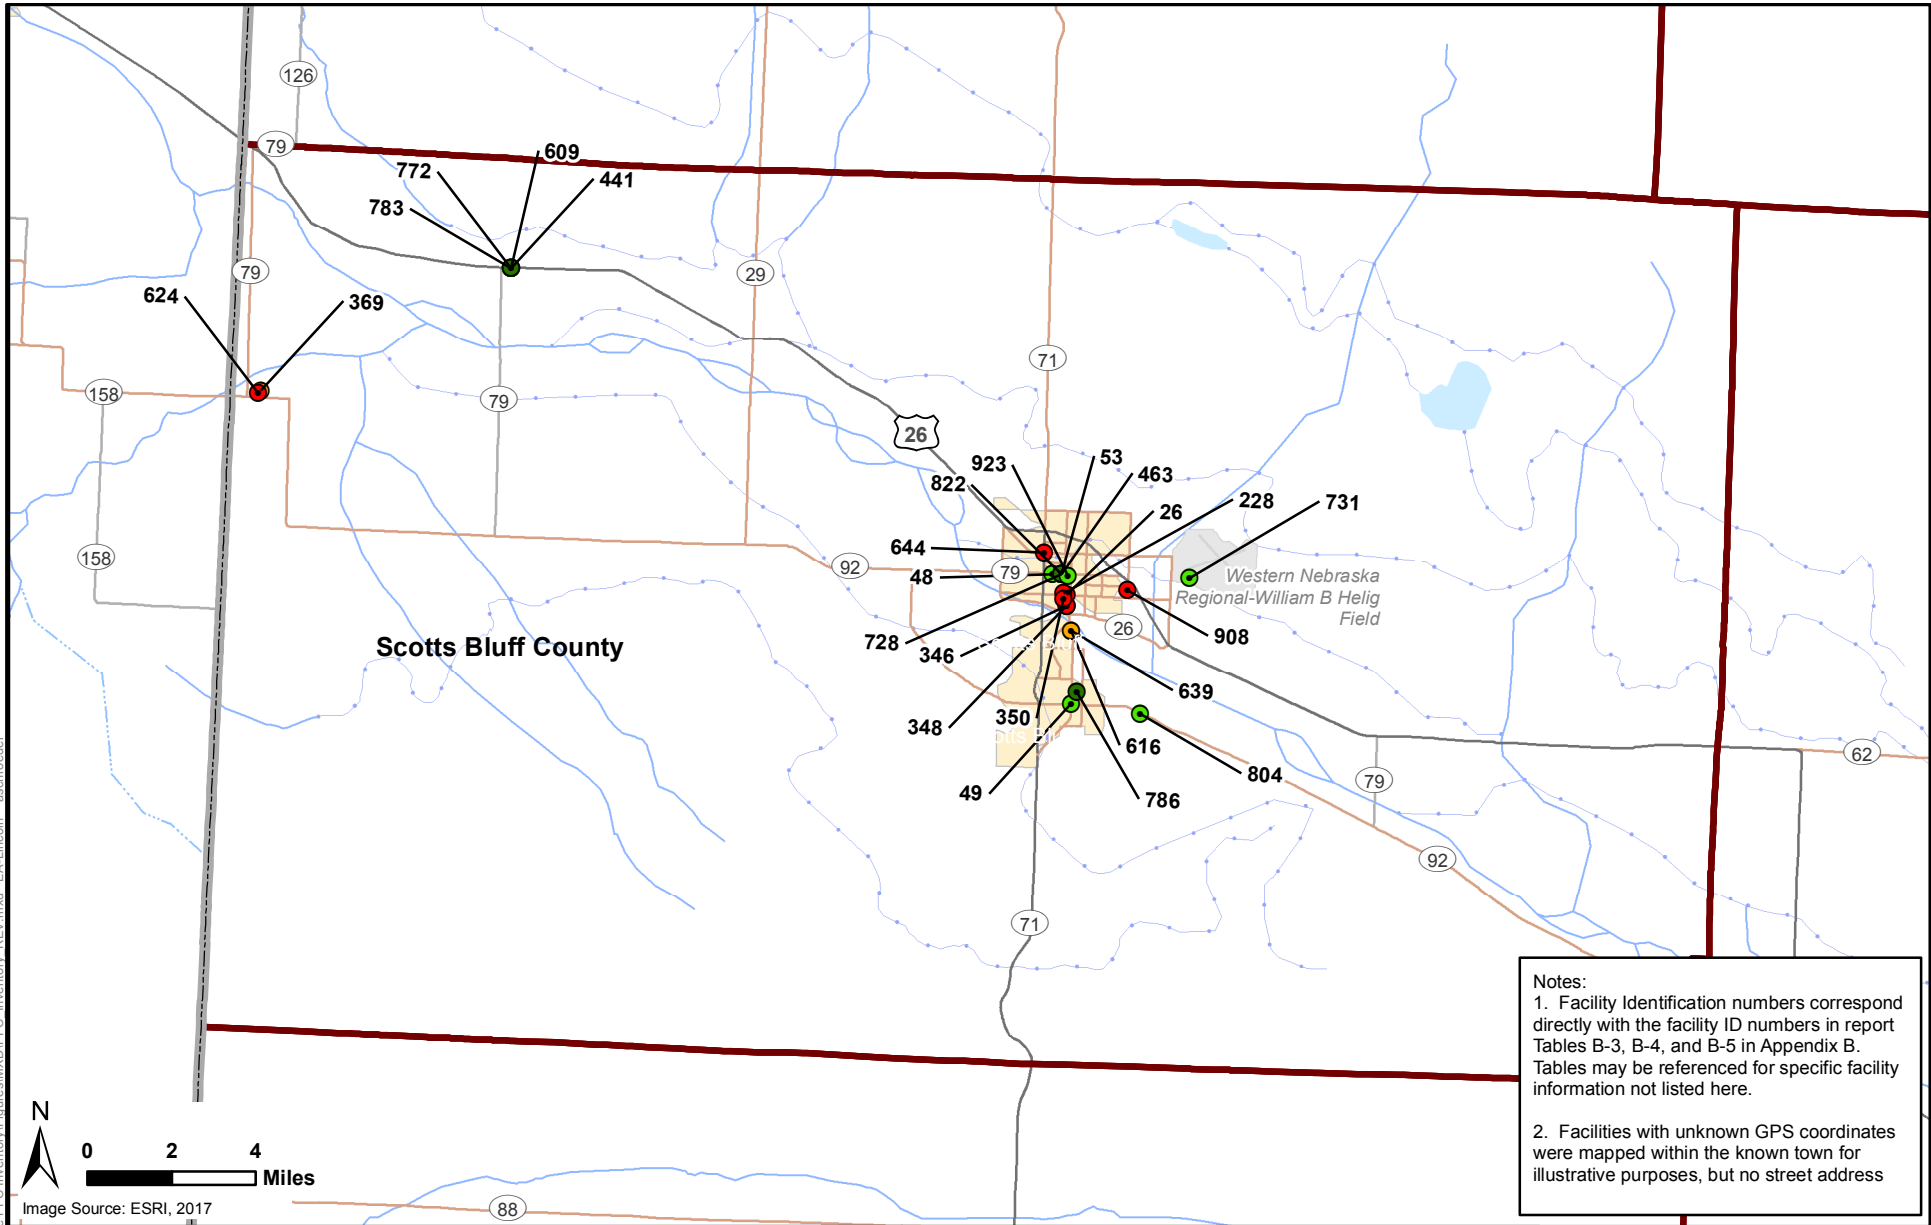 126
79
609
772
441
783
79
29
624
369
71
158
79
26
923
53
822
463
26
228
731
644
48
79
92
158
Western Nebraska
Regional-William B Helig
Field
728
346
26
908
Scotts Bluff County
639
348
350
616
62
49
786
804
79
92
71
Notes:
1. Facility Identification numbers correspond
directly with the facility ID numbers in report
Tables B-3, B-4, and B-5 in Appendix B.
Tables may be referenced for specific facility
information not listed here.
2. Facilities with unknown GPS coordinates
were mapped within the known town for
illustrative purposes, but no street address
N
0 2 4
Miles
Image Source: ESRI, 2017
88